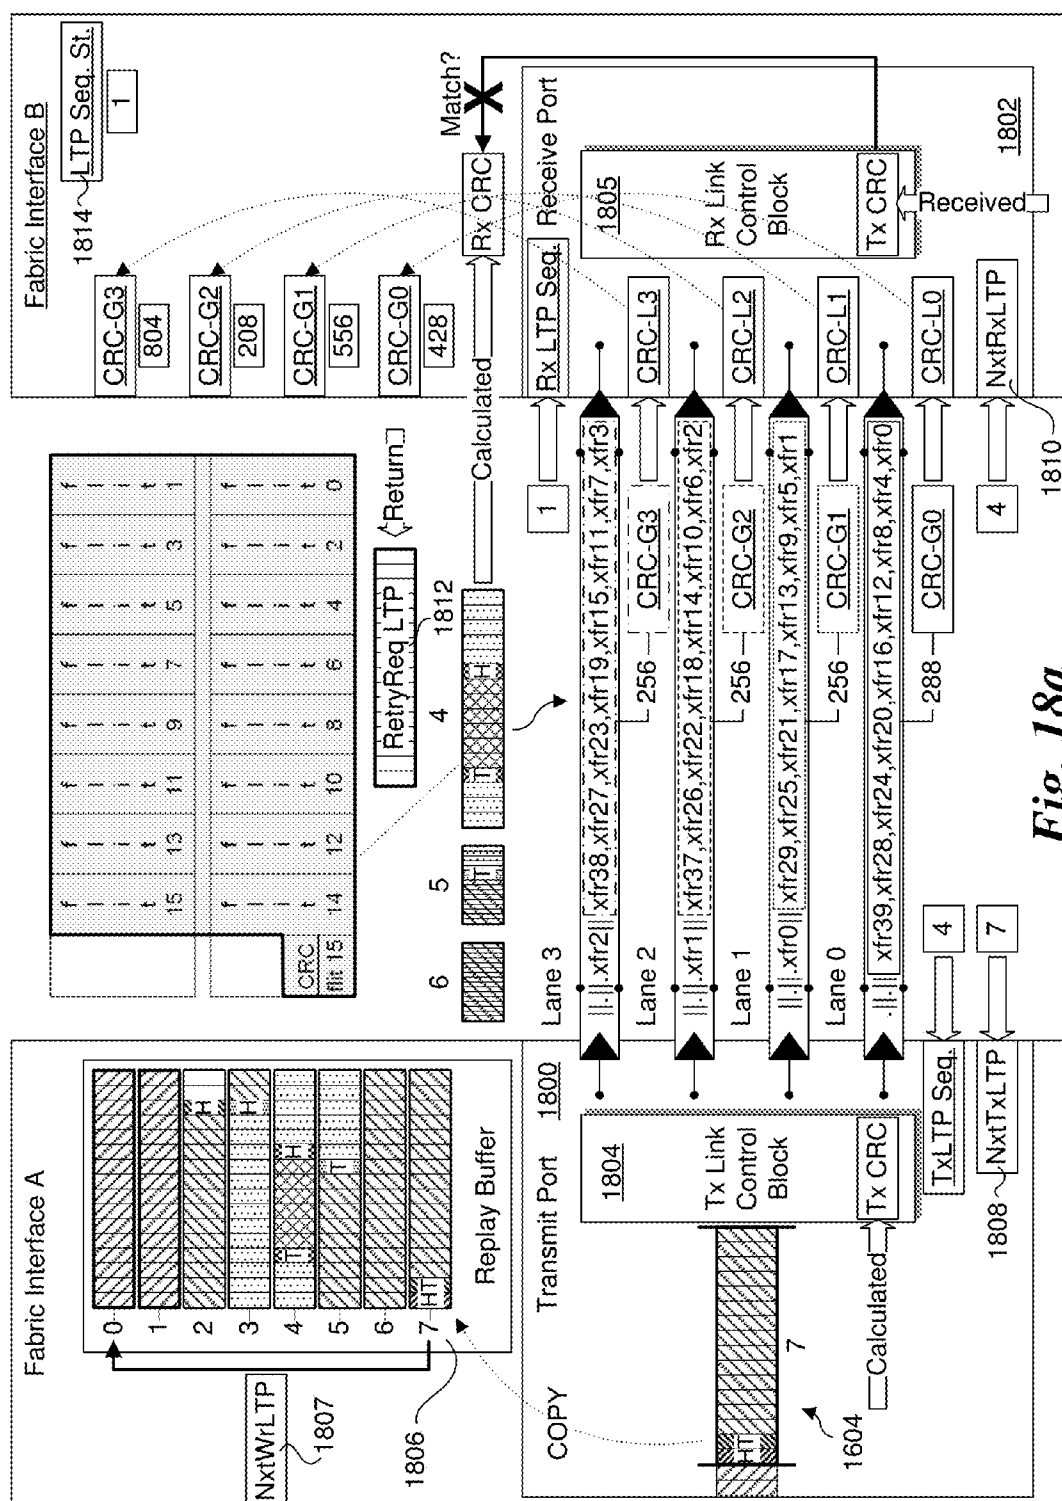 Fabric Interface A
NxtWrLTP
1807
1806
0
1
2
3
4
5
6
7
H
H
T
H
T
HT
Replay Buffer
COPY
Transmit Port
1800
1804
Tx Link
Control
Block
Tx CRC
Calculated
HT
7
1604
TxLTP Seq.
4
1808
NxtTxLTP
7
15
13
11
9
7
5
3
1
f l i t
f l i t
f l i t
f l i t
f l i t
f l i t
f l i t
f l i t
CRC
flit 15
14
12
10
8
6
4
2
0
f l i t
f l i t
f l i t
f l i t
f l i t
f l i t
f l i t
f l i t
RetryReq LTP
Return
1812
6
5
4
T
T
H
Calculated
Lane 3
||.||.xfr2||xfr38,xfr27,xfr23,xfr19,xfr15,xfr11,xfr7,xfr3
256
CRC-G3
Lane 2
||.||.xfr1||xfr37,xfr26,xfr22,xfr18,xfr14,xfr10,xfr6,xfr2
256
CRC-G2
Lane 1
||.||.xfr0||xfr29,xfr25,xfr21,xfr17,xfr13,xfr9,xfr5,xfr1
256
CRC-G1
Lane 0
.||.||xfr39,xfr28,xfr24,xfr20,xfr16,xfr12,xfr8,xfr4,xfr0
288
CRC-G0
1
4
1810
Fabric Interface B
1814
LTP Seq. St.
1
CRC-G3
804
CRC-G2
208
CRC-G1
556
CRC-G0
428
Rx CRC
Match?
Receive Port
1802
Rx LTP Seq.
CRC-L3
CRC-L2
CRC-L1
CRC-L0
NxtRxLTP
1805
Rx Link
Control
Block
Tx CRC
Received
Fig. 18a